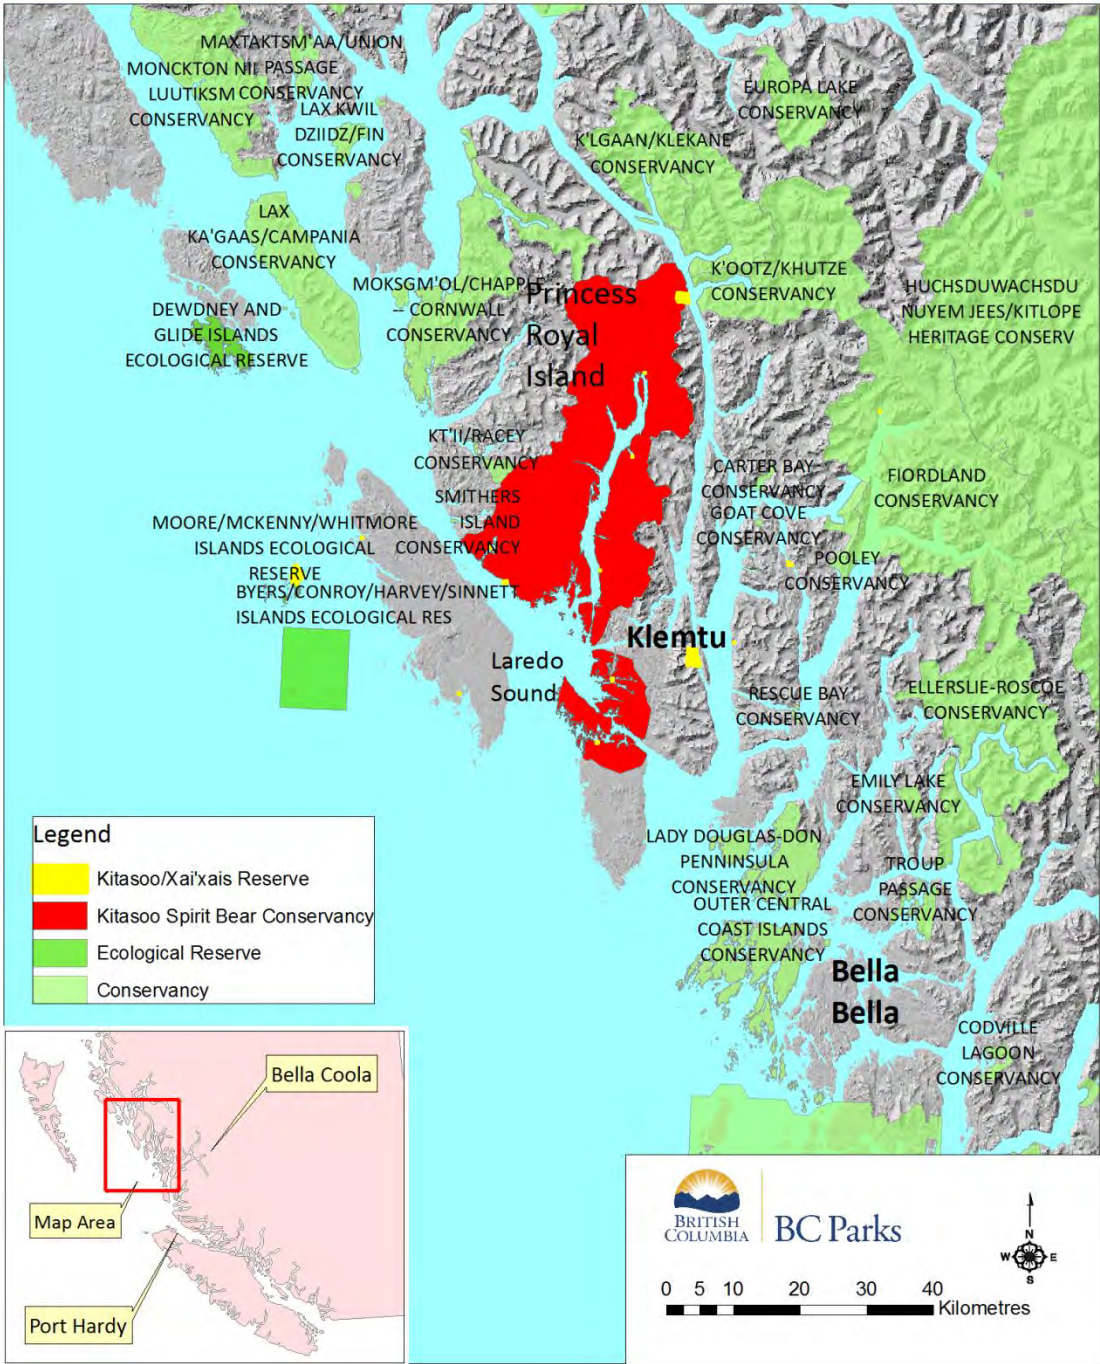 MAXTAKTSM'AA/UNION
PASSAGE
CONSERVANCY
MONCKTON NII
LUUTIKSM
CONSERVANCY
LAX KWIL
DZIIDZ/FIN
CONSERVANCY
EUROPA LAKE
CONSERVANCY
K'LGAAN/KLEKANE
CONSERVANCY
LAX
KA'GAAS/CAMPANIA
CONSERVANCY
MOKSGM'OL/CHAPPLE
-- CORNWALL
CONSERVANCY
K'OOTZ/KHUTZE
CONSERVANCY
HUCHSDUWACHSDU
NUYEM JEES/KITLOPE
HERITAGE CONSERV
DEWDNEY AND
GLIDE ISLANDS
ECOLOGICAL RESERVE
Princess
Royal
Island
KT'II/RACEY
CONSERVANCY
SMITHERS
ISLAND
CONSERVANCY
CARTER BAY
CONSERVANCY
GOAT COVE
CONSERVANCY
FIORDLAND
CONSERVANCY
MOORE/MCKENNY/WHITMORE
ISLANDS ECOLOGICAL
RESERVE
POOLEY
CONSERVANCY
BYERS/CONROY/HARVEY/SINNETT
ISLANDS ECOLOGICAL RES
Klemtu
Laredo
Sound
RESCUE BAY
CONSERVANCY
ELLERSLIE-ROSCOE
CONSERVANCY
EMILY LAKE
CONSERVANCY
LADY DOUGLAS-DON
PENNINSULA
CONSERVANCY
TROUP
PASSAGE
CONSERVANCY
OUTER CENTRAL
COAST ISLANDS
CONSERVANCY
Bella
Bella
CODVILLE
LAGOON
CONSERVANCY
Legend
Kitasoo/Xai'xais Reserve
Kitasoo Spirit Bear Conservancy
Ecological Reserve
Conservancy
Bella Coola
Map Area
Port Hardy
BRITISH
COLUMBIA
BC Parks
N
W E
S
0 5 10 20 30 40
Kilometres